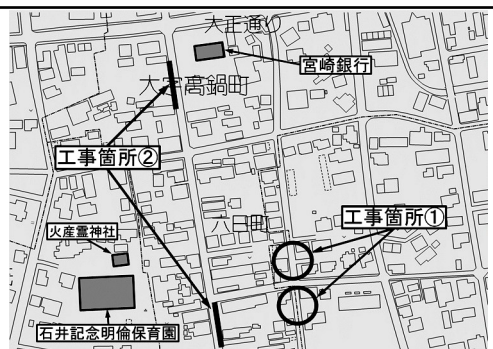 大正通り
宮崎銀行
大字高鍋町
工事箇所②
六日町
工事箇所①
火産霊神社
石井記念明倫保育園